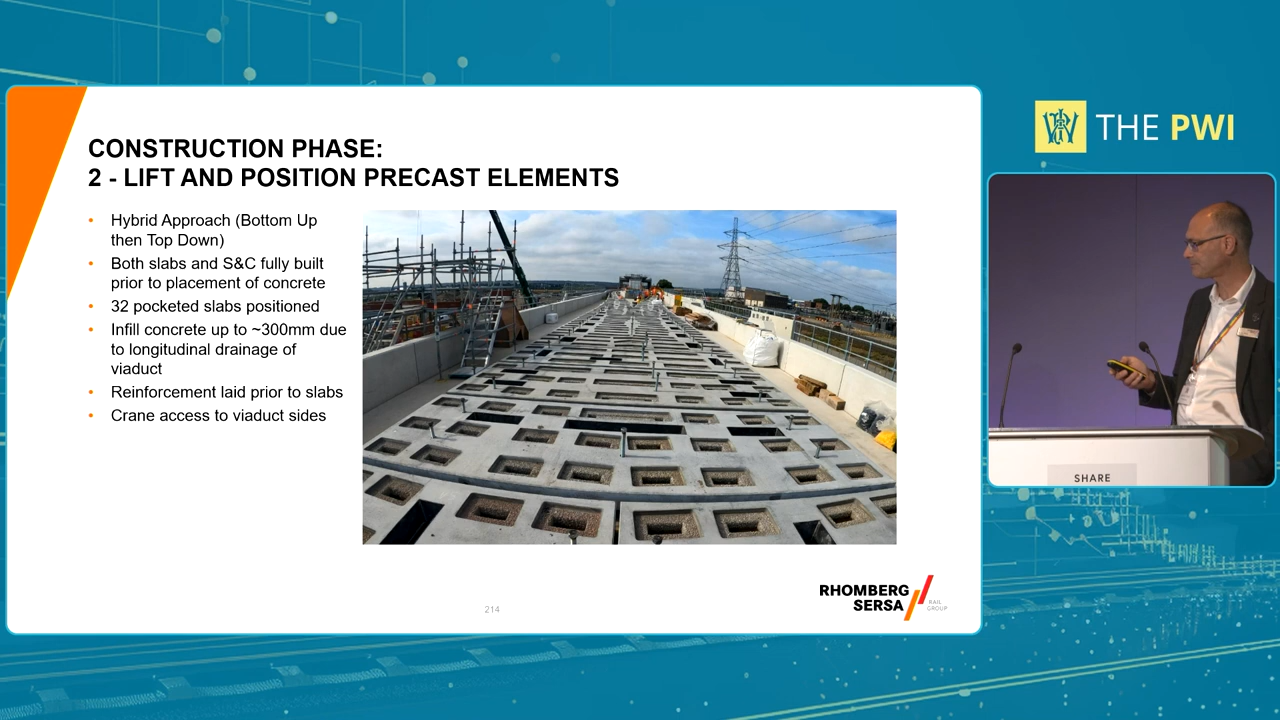 CONSTRUCTION PHASE:
2 - LIFT AND POSITION PRECAST ELEMENTS
• Hybrid Approach (Bottom Up
then Top Down)
• Both slabs and S&C fully built
prior to placement of concrete
• 32 pocketed slabs positioned
• Infill concrete up to ~300mm due
to longitudinal drainage of
viaduct
• Reinforcement laid prior to slabs
• Crane access to viaduct sides
214
RHOMBERG
SERSA
RAIL
GROUP
THE PWI
SHARE